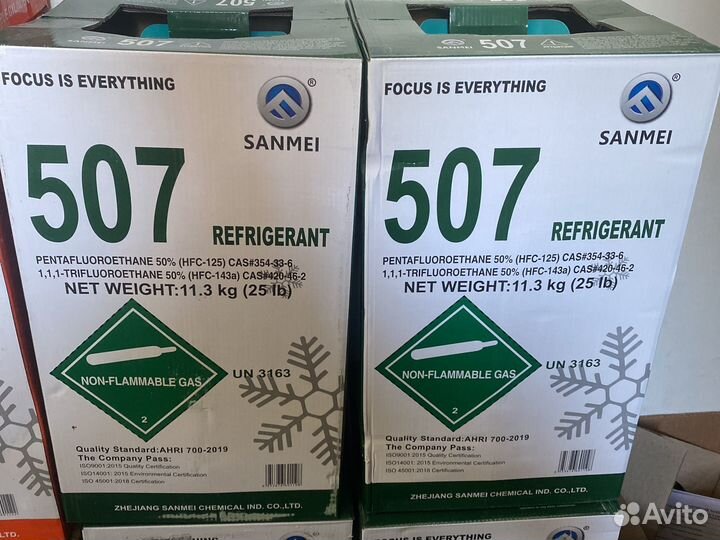 507
SANMEI 507
FOCUS IS EVERYTHING
®
SANMEI
507
REFRIGERANT
PENTAFLUOROETHANE 50% (HFC-125) CAS#354-33-6
1,1,1-TRIFLUOROETHANE 50% (HFC-143a) CAS#420-46-2
NET WEIGHT:11.3 kg (25 lb)
NON-FLAMMABLE GAS
2
UN 3163
Quality Standard:AHRI 700-2019
The Company Pass:
ISO9001:2015 Quality Certification
ISO14001: 2015 Environmental Certification
ISO 45001:2018 Certification
ZHEJIANG SANMEI CHEMICAL IND. CO.,LTD.
FOCUS IS EVERYTHING
®
SANMEI
507
REFRIGERANT
PENTAFLUOROETHANE 50% (HFC-125) CAS#354-33-6
1,1,1-TRIFLUOROETHANE 50% (HFC-143a) CAS#420-46-2
NET WEIGHT:11.3 kg (25 lb)
NON-FLAMMABLE GAS
2
UN 3163
Quality Standard:AHRI 700-2019
The Company Pass:
ISO9001:2015 Quality Certification
ISO14001: 2015 Environmental Certification
ISO 45001:2018 Certification
ZHEJIANG SANMEI CHEMICAL IND. CO.,LTD.
LTD.
SANMEI
SANMEI
Avito